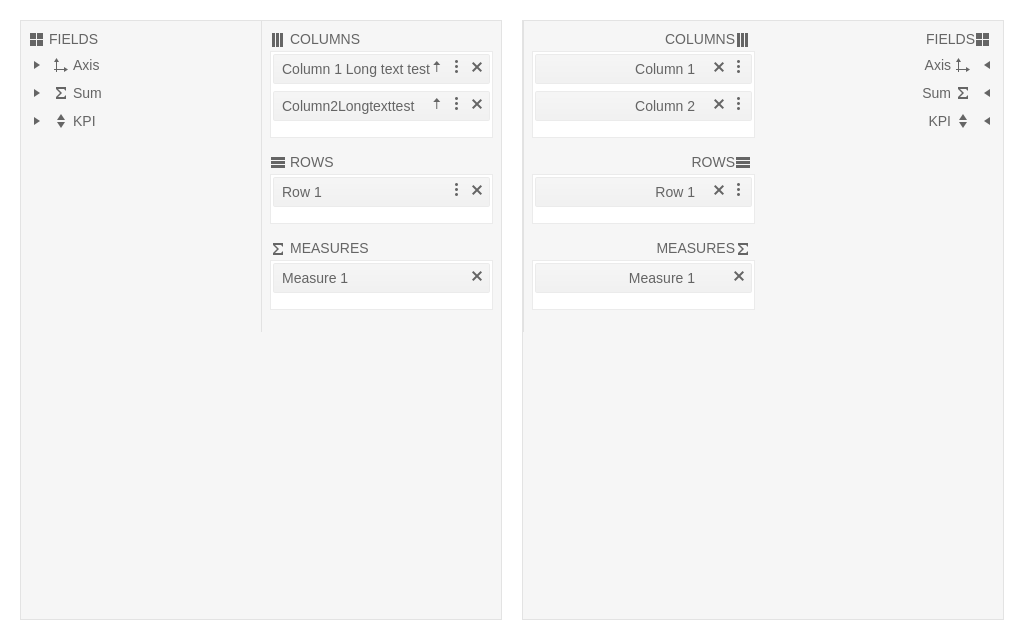 FIELDS
Axis
Sum
KPI
COLUMNS
Column 1 Long text test
Column2Longtexttest
ROWS
Row 1
MEASURES
Measure 1
COLUMNS
Column 1
Column 2
ROWS
Row 1
MEASURES
Measure 1
FIELDS
Axis
Sum
KPI